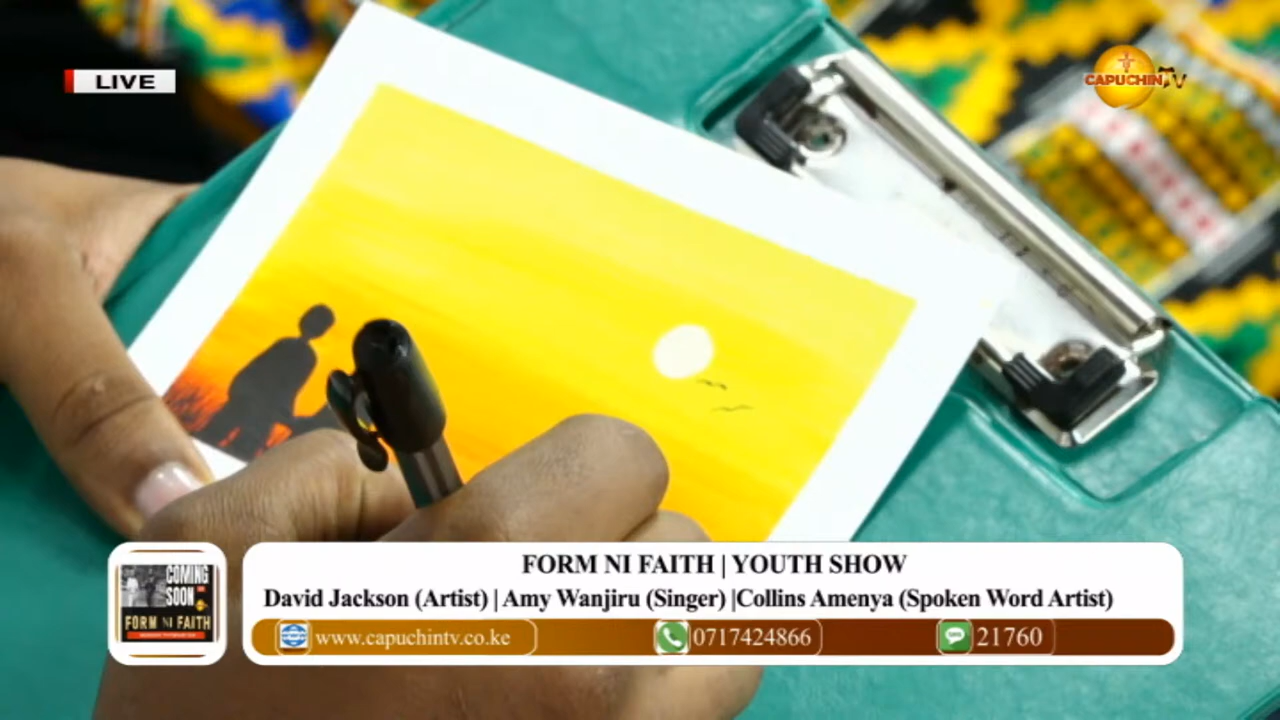 LIVE
CAPUCHIN TV
FORM NI FAITH | YOUTH SHOW
David Jackson (Artist) | Amy Wanjiru (Singer) |Collins Amenya (Spoken Word Artist)
COMING
SOON
FORM NI FAITH
www.capuchintv.co.ke
0717424866
21760